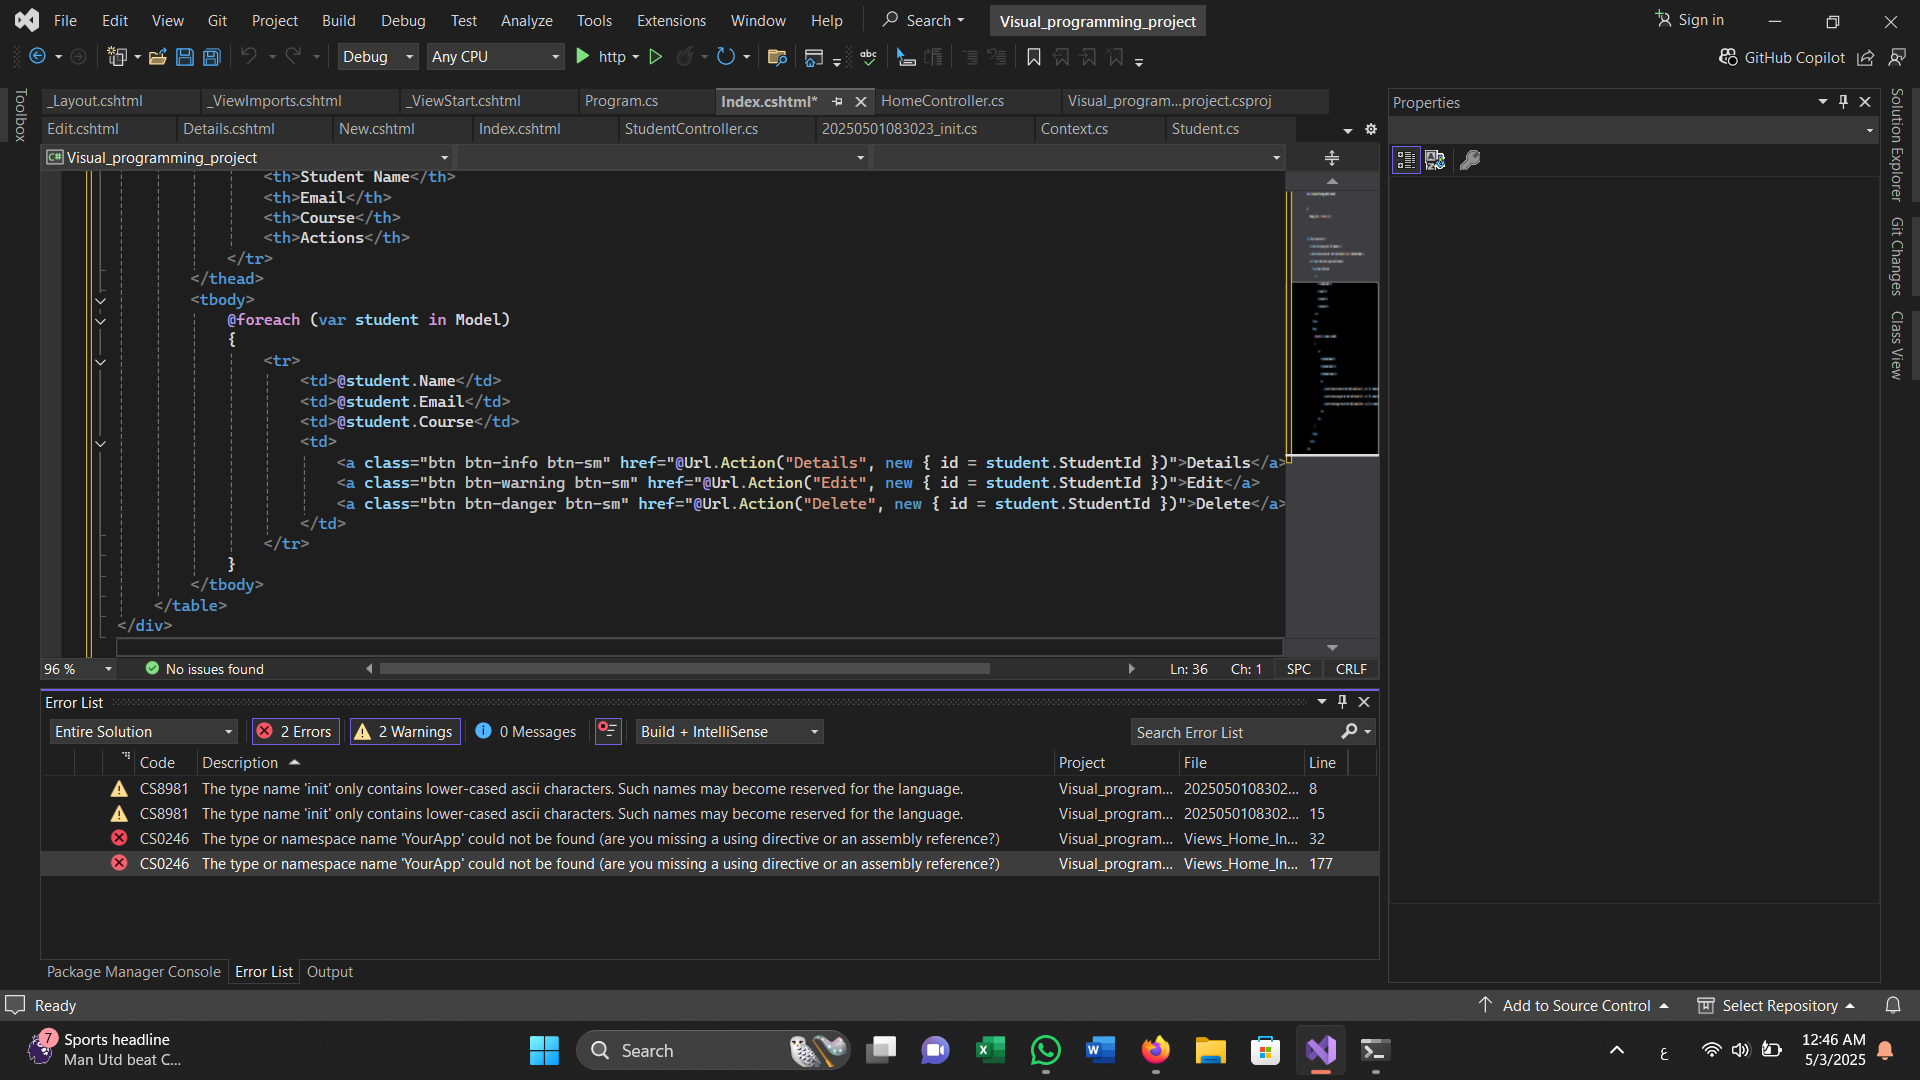 File Edit View Git Project Build Debug Test Analyze Tools Extensions Window Help Search Visual_programming_project Sign in
Debug Any CPU http abc GitHub Copilot
Toolbox
_Layout.cshtml _ViewImports.cshtml _ViewStart.cshtml Program.cs Index.cshtml* HomeController.cs Visual_program...project.csproj
Edit.cshtml Details.cshtml New.cshtml Index.cshtml StudentController.cs 20250501083023_init.cs Context.cs Student.cs
C# Visual_programming_project
<th>Student Name</th>
<th>Email</th>
<th>Course</th>
<th>Actions</th>
</tr>
</thead>
<tbody>
@foreach (var student in Model)
{
<tr>
<td>@student.Name</td>
<td>@student.Email</td>
<td>@student.Course</td>
<td>
<a class="btn btn-info btn-sm" href="@Url.Action("Details", new { id = student.StudentId })">Details</a>
<a class="btn btn-warning btn-sm" href="@Url.Action("Edit", new { id = student.StudentId })">Edit</a>
<a class="btn btn-danger btn-sm" href="@Url.Action("Delete", new { id = student.StudentId })">Delete</a>
</td>
</tr>
}
</tbody>
</table>
</div>
96 % No issues found Ln: 36 Ch: 1 SPC CRLF
Error List
Entire Solution 2 Errors 2 Warnings 0 Messages Build + IntelliSense Search Error List
Code Description Project File Line
CS8981 The type name 'init' only contains lower-cased ascii characters. Such names may become reserved for the language. Visual_program... 2025050108302... 8
CS8981 The type name 'init' only contains lower-cased ascii characters. Such names may become reserved for the language. Visual_program... 2025050108302... 15
CS0246 The type or namespace name 'YourApp' could not be found (are you missing a using directive or an assembly reference?) Visual_program... Views_Home_In... 32
CS0246 The type or namespace name 'YourApp' could not be found (are you missing a using directive or an assembly reference?) Visual_program... Views_Home_In... 177
Package Manager Console Error List Output
Properties
Solution Explorer
Git Changes
Class View
Ready Add to Source Control Select Repository
7 Sports headline
Man Utd beat C...
Search
ع
12:46 AM
5/3/2025